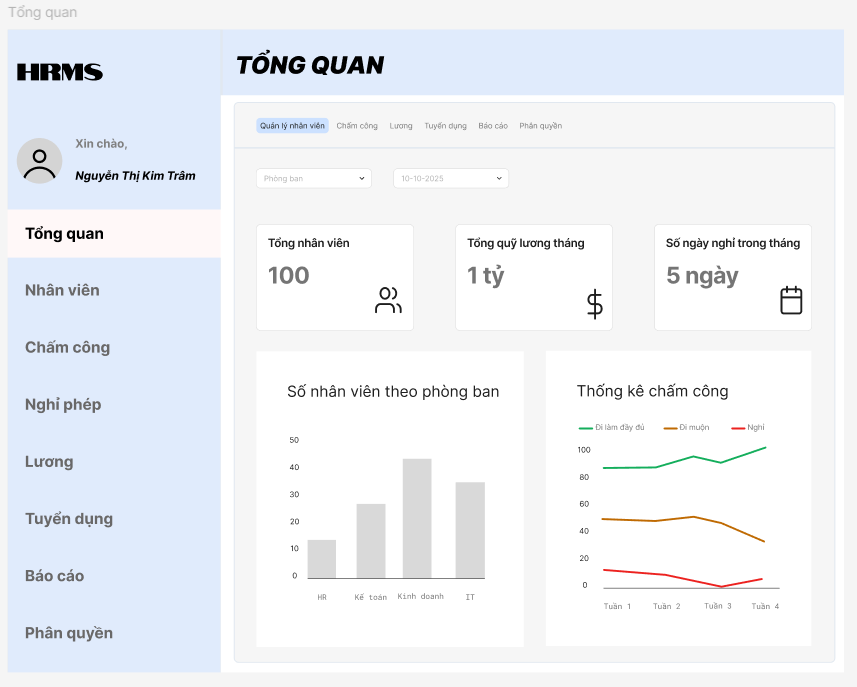 Tổng quan
HRMS
TỔNG QUAN
Xin chào,
Nguyễn Thị Kim Trâm
Tổng quan
Nhân viên
Chấm công
Nghỉ phép
Lương
Tuyển dụng
Báo cáo
Phân quyền
Quản lý nhân viên Chấm công Lương Tuyển dụng Báo cáo Phân quyền
Phòng ban 10-10-2025
Tổng nhân viên
100
Tổng quỹ lương tháng
1 tỷ
Số ngày nghỉ trong tháng
5 ngày
Số nhân viên theo phòng ban
50
40
30
20
10
0
HR Kế toán Kinh doanh IT
Thống kê chấm công
Đi làm đầy đủ Đi muộn Nghỉ
100
80
60
40
20
0
Tuần 1 Tuần 2 Tuần 3 Tuần 4